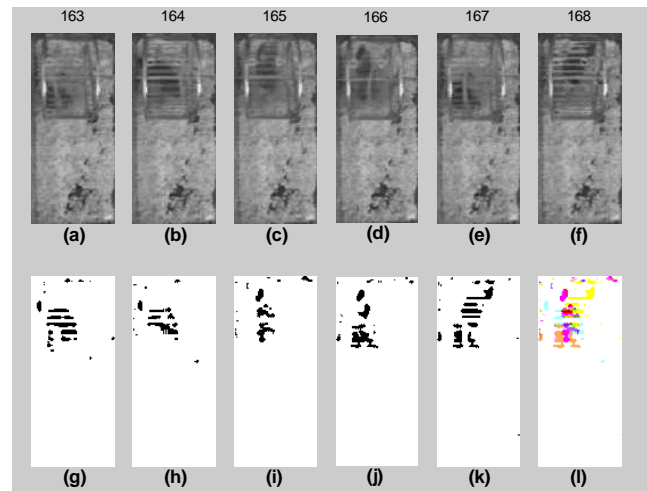 163 164 165 166 167 168
(a) (b) (c) (d) (e) (f)
(g) (h) (i) (j) (k) (l)